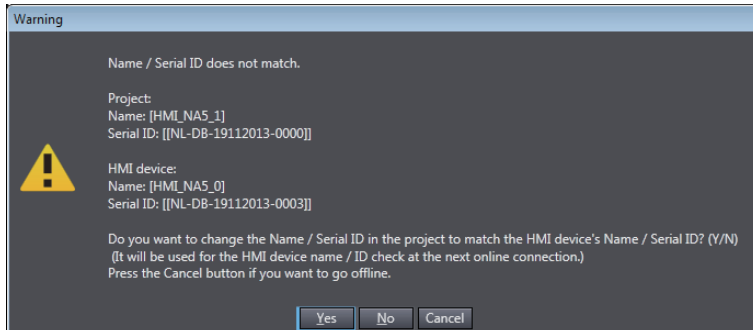 Warning
Name / Serial ID does not match.
Project:
Name: [HMI_NA5_1]
Serial ID: [[NL-DB-19112013-0000]]
HMI device:
Name: [HMI_NA5_0]
Serial ID: [[NL-DB-19112013-0003]]
Do you want to change the Name / Serial ID in the project to match the HMI device's Name / Serial ID? (Y/N)
(It will be used for the HMI device name / ID check at the next online connection.)
Press the Cancel button if you want to go offline.
Yes No Cancel